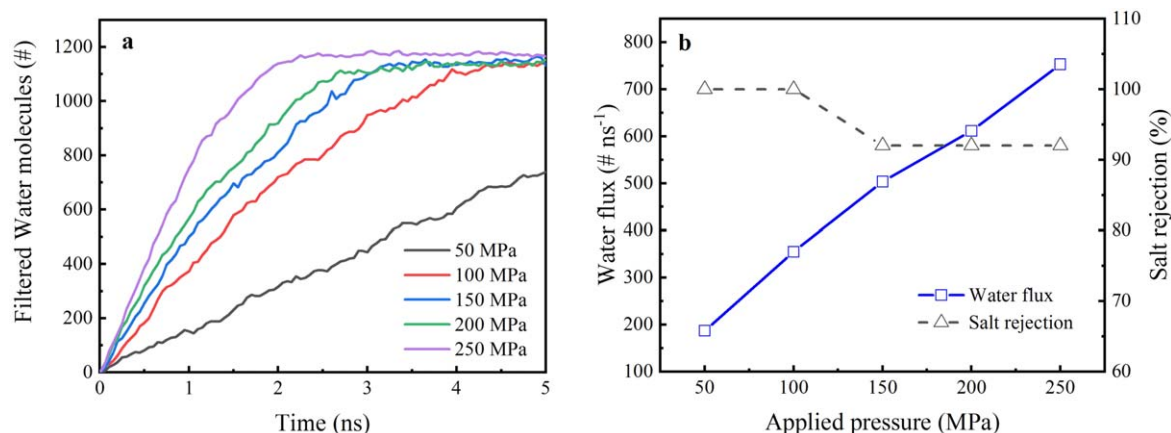 a
Filtered Water molecules (#)
1200
1000
800
600
400
200
0
50 MPa
100 MPa
150 MPa
200 MPa
250 MPa
0 1 2 3 4 5
Time (ns)
b
Water flux (# ns⁻¹)
800
700
600
500
400
300
200
100
Water flux
Salt rejection
50 100 150 200 250
Applied pressure (MPa)
110
100
90
80
70
60
Salt rejection (%)